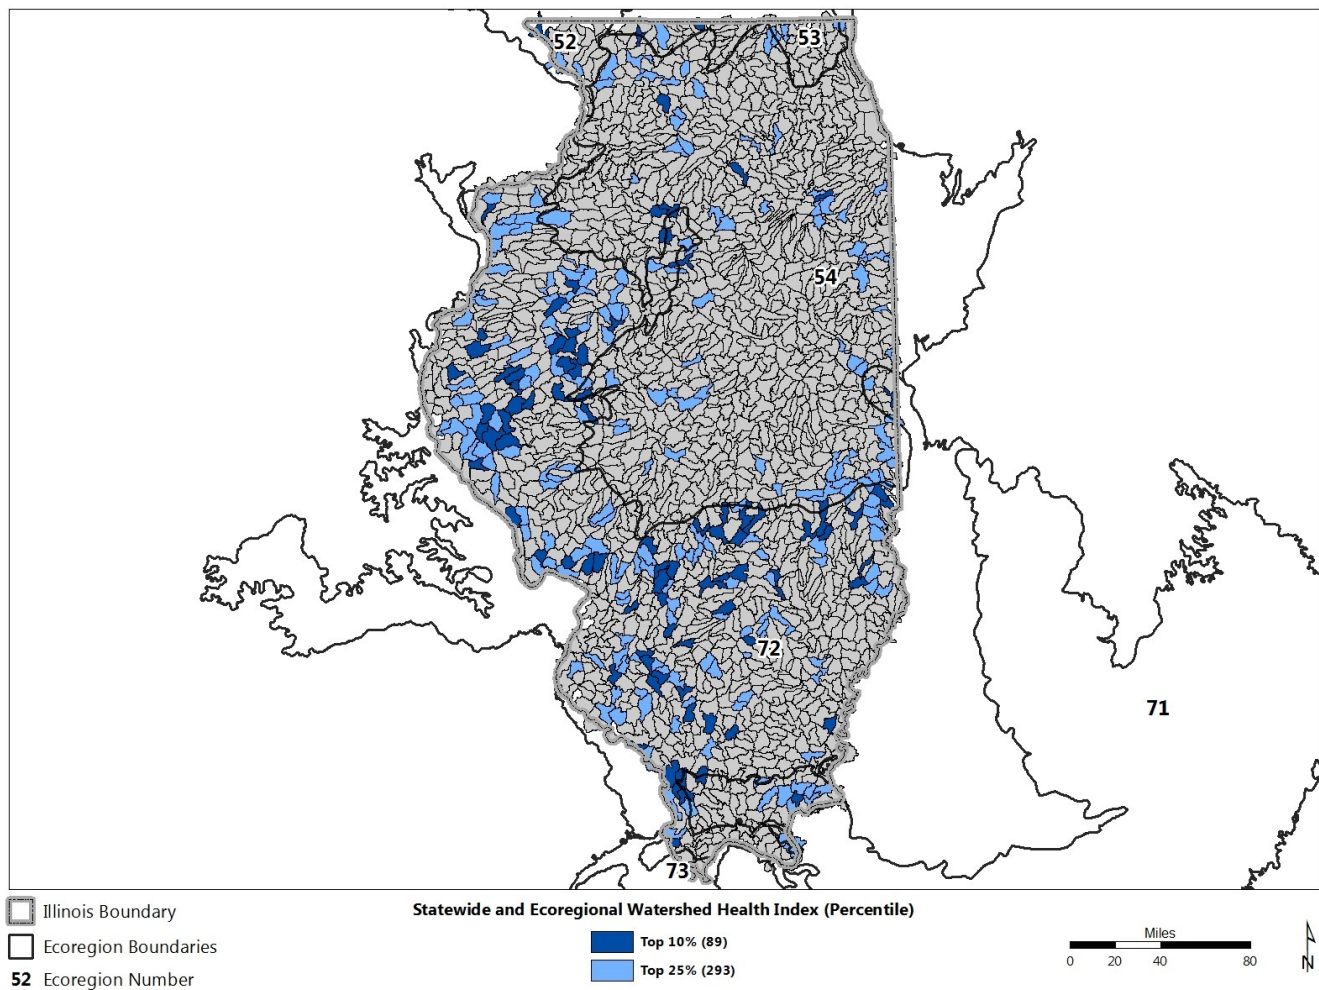 52
53
54
72
71
73
Illinois Boundary
Ecoregion Boundaries
52 Ecoregion Number
Statewide and Ecoregional Watershed Health Index (Percentile)
Top 10% (89)
Top 25% (293)
Miles
0 20 40 80
N